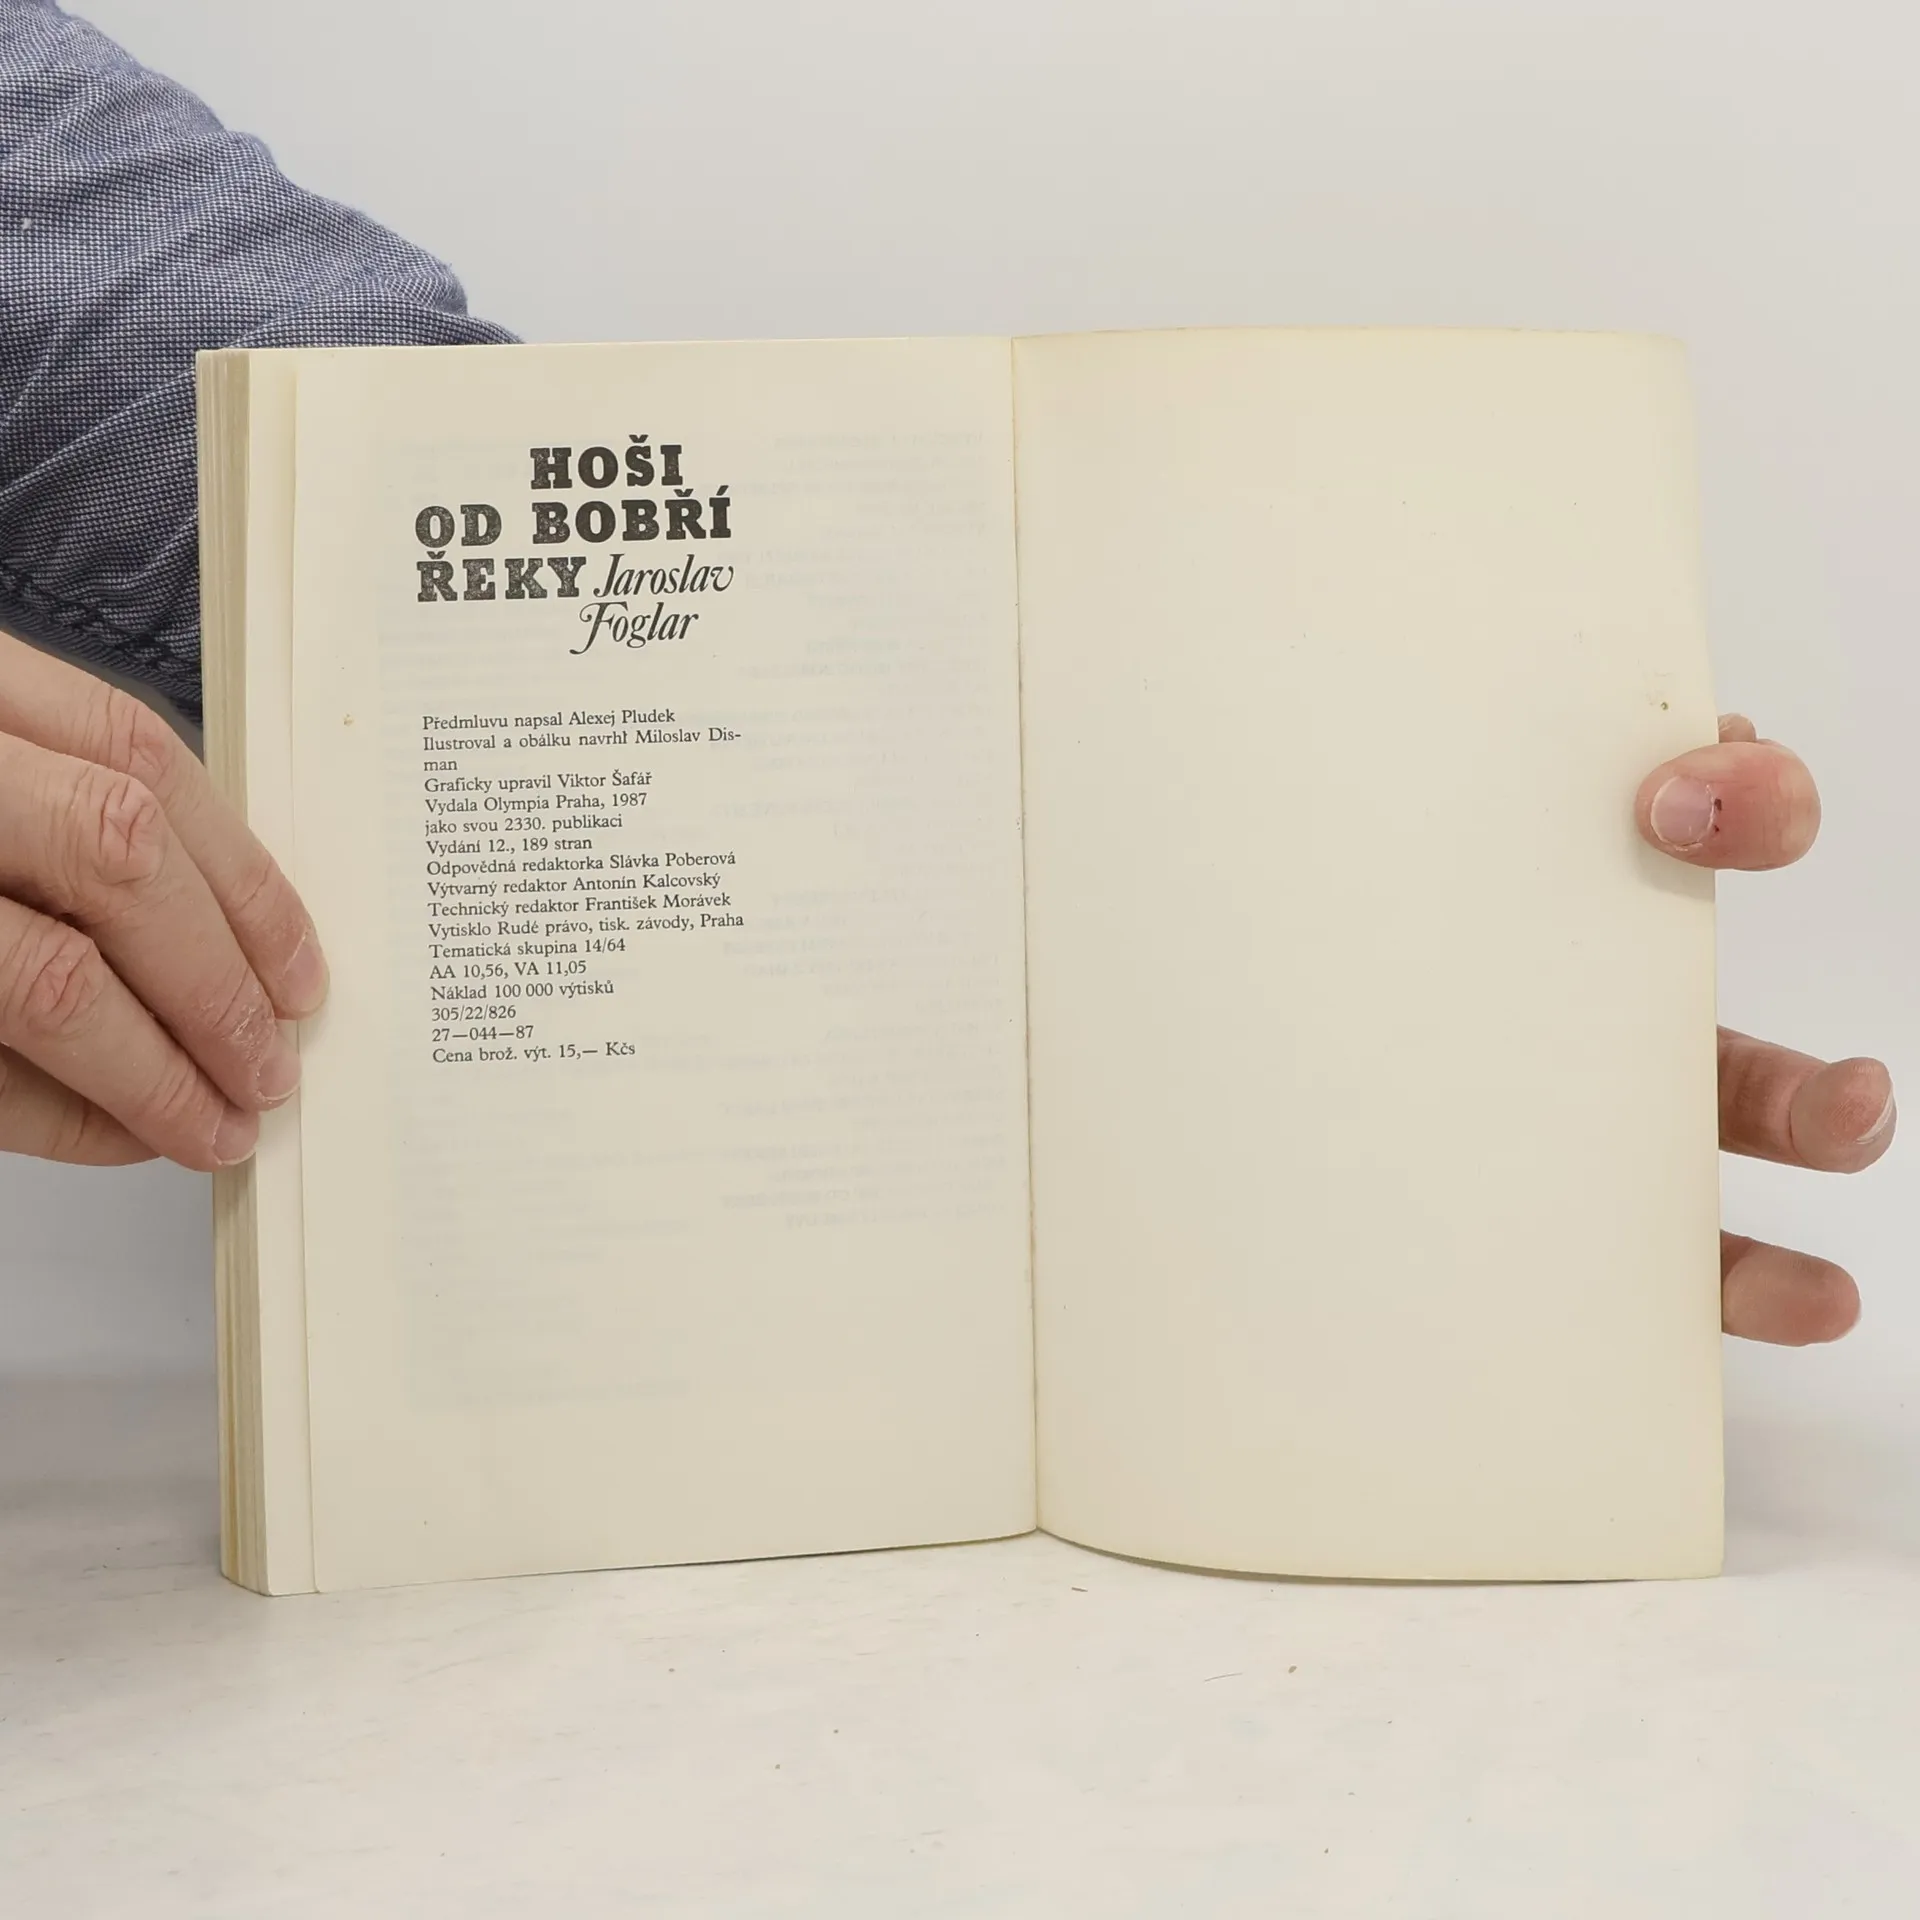 HOŠI
OD BOBŘÍ
ŘEKY Jaroslav
Foglar
Předmluvu napsal Alexej Pludek
Ilustroval a obálku navrhl Miloslav Dis-
man
Graficky upravil Viktor Šafář
Vydala Olympia Praha, 1987
jako svou 2330. publikaci
Vydání 12., 189 stran
Odpovědná redaktorka Slávka Poberová
Výtvarný redaktor Antonín Kalcovský
Technický redaktor František Morávek
Vytisklo Rudé právo, tisk. závody, Praha
Tematická skupina 14/64
AA 10,56, VA 11,05
Náklad 100 000 výtisků
305/22/826
27—044—87
Cena brož. výt. 15,— Kčs